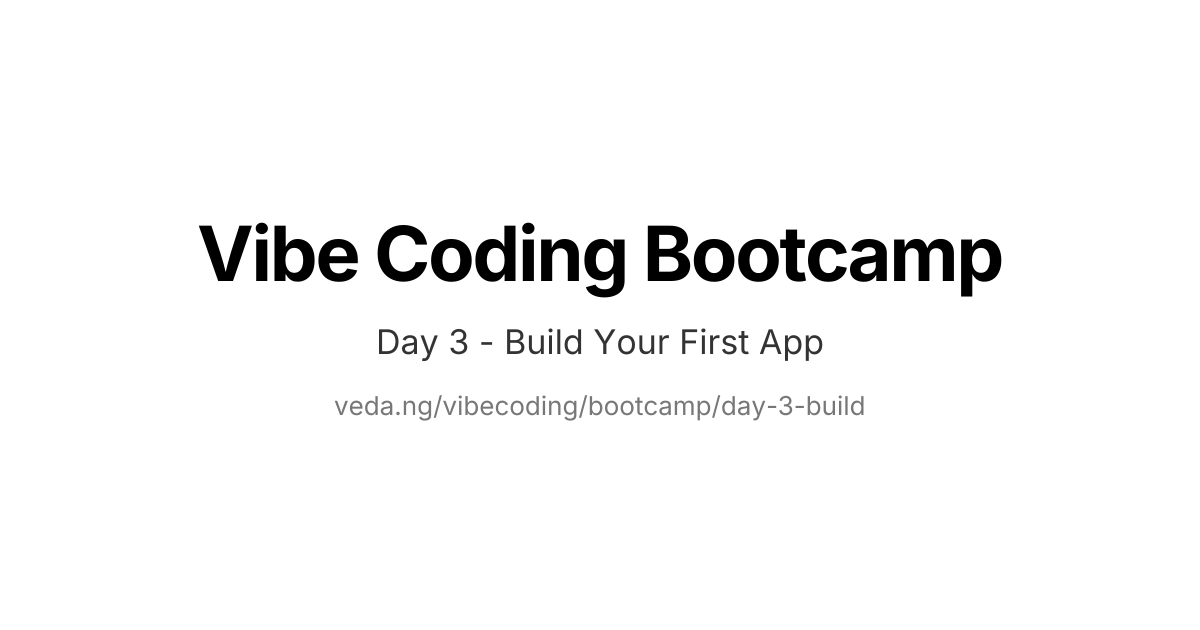 Vibe Coding Bootcamp
Day 3 - Build Your First App
veda.ng/vibecoding/bootcamp/day-3-build